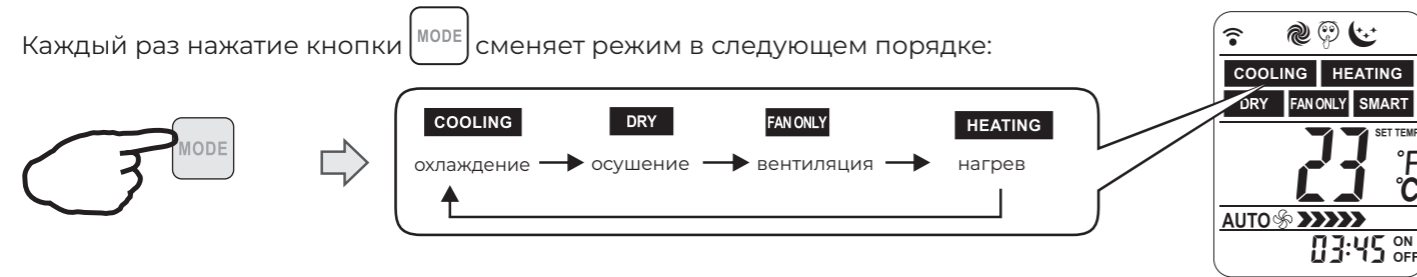 Каждый раз нажатие кнопки MODE сменяет режим в следующем порядке:
MODE
COOLING DRY FAN ONLY HEATING
охлаждение осушение вентиляция нагрев
COOLING HEATING
DRY FAN ONLY SMART
23 SET TEMP
°F
°C
AUTO
03:45 ON
OFF